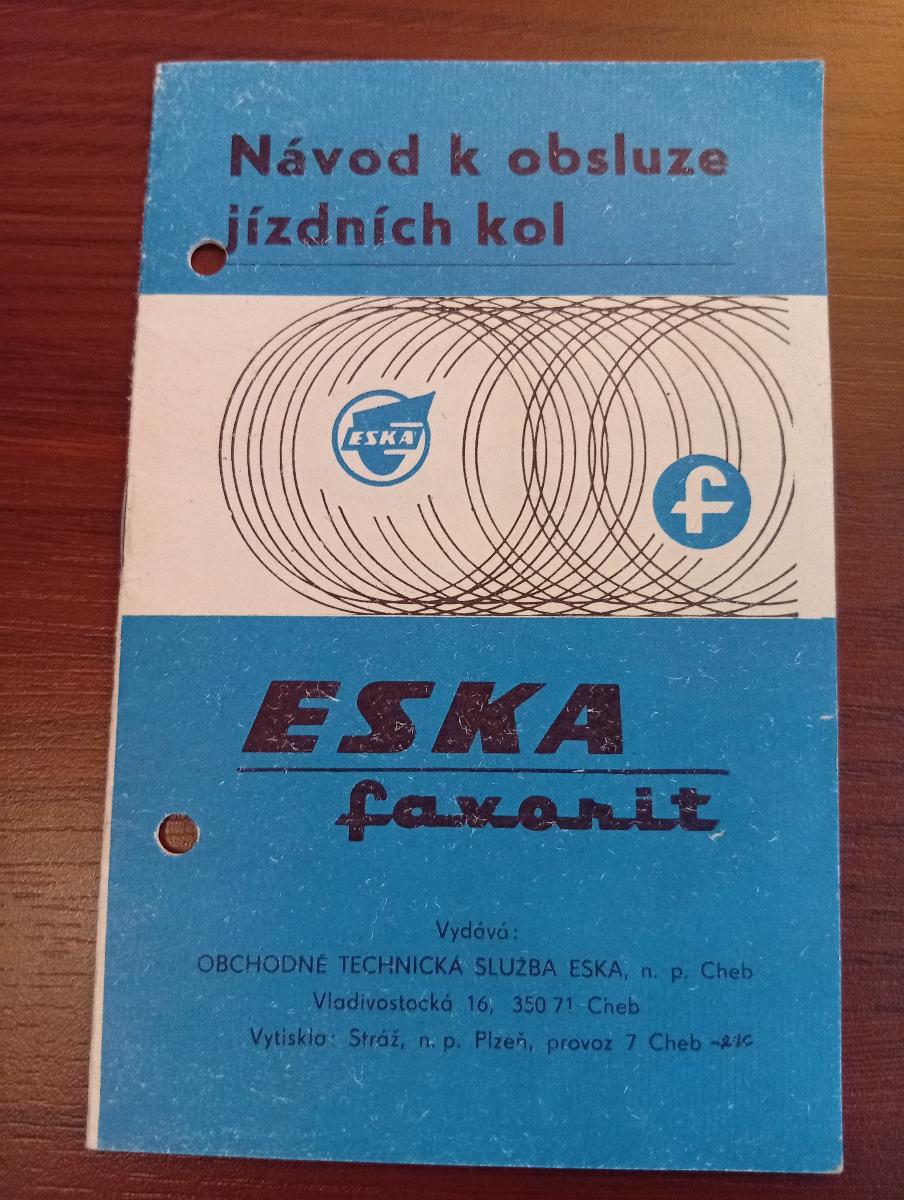 Návod k obsluze
jízdních kol
ESKA
f
ESKA
favorit
Vydává:
OBCHODNĚ TECHNICKÁ SLUŽBA ESKA, n. p. Cheb
Vladivostocká 16, 350 71 Cheb
Vytiskla: Stráž, n. p. Plzeň, provoz 7 Cheb